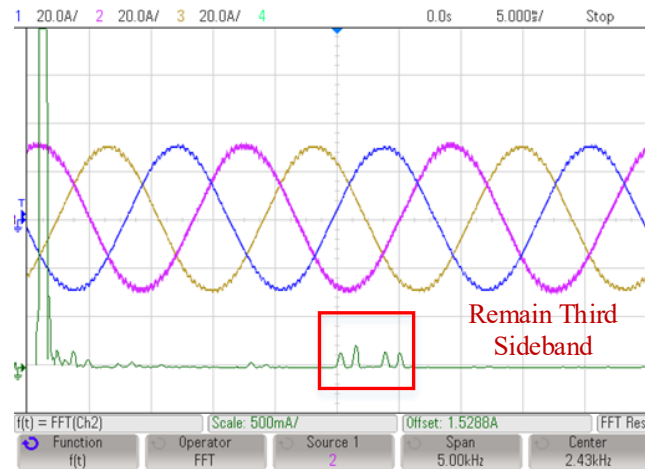 1 20.0A/ 2 20.0A/ 3 20.0A/ 4 0.0s 5.000ms/ Stop
T
Remain Third
Sideband
f(t) = FFT(Ch2) Scale: 500mA/ Offset: 1.5288A FFT Res
Function Operator Source 1 Span Center
f(t) FFT 2 5.00kHz 2.43kHz